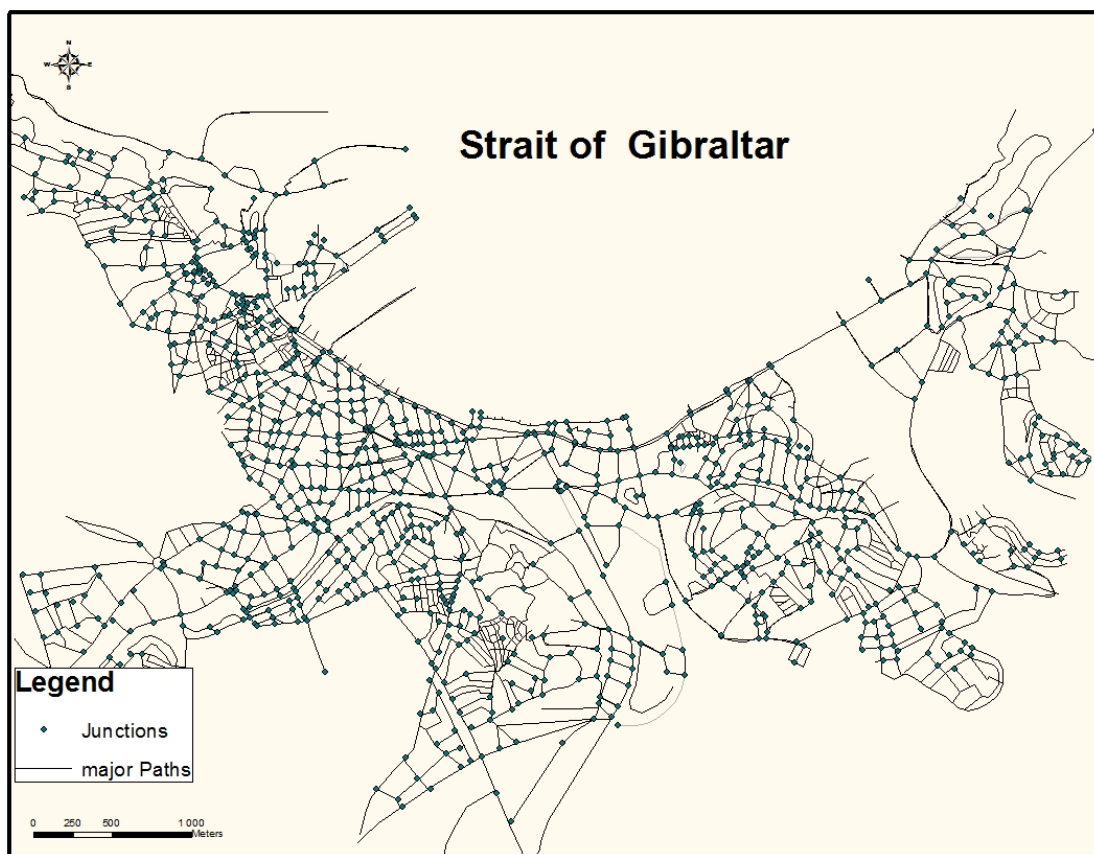 N
W E
S
Strait of Gibraltar
Legend
Junctions
major Paths
0 250 500 1 000
Meters